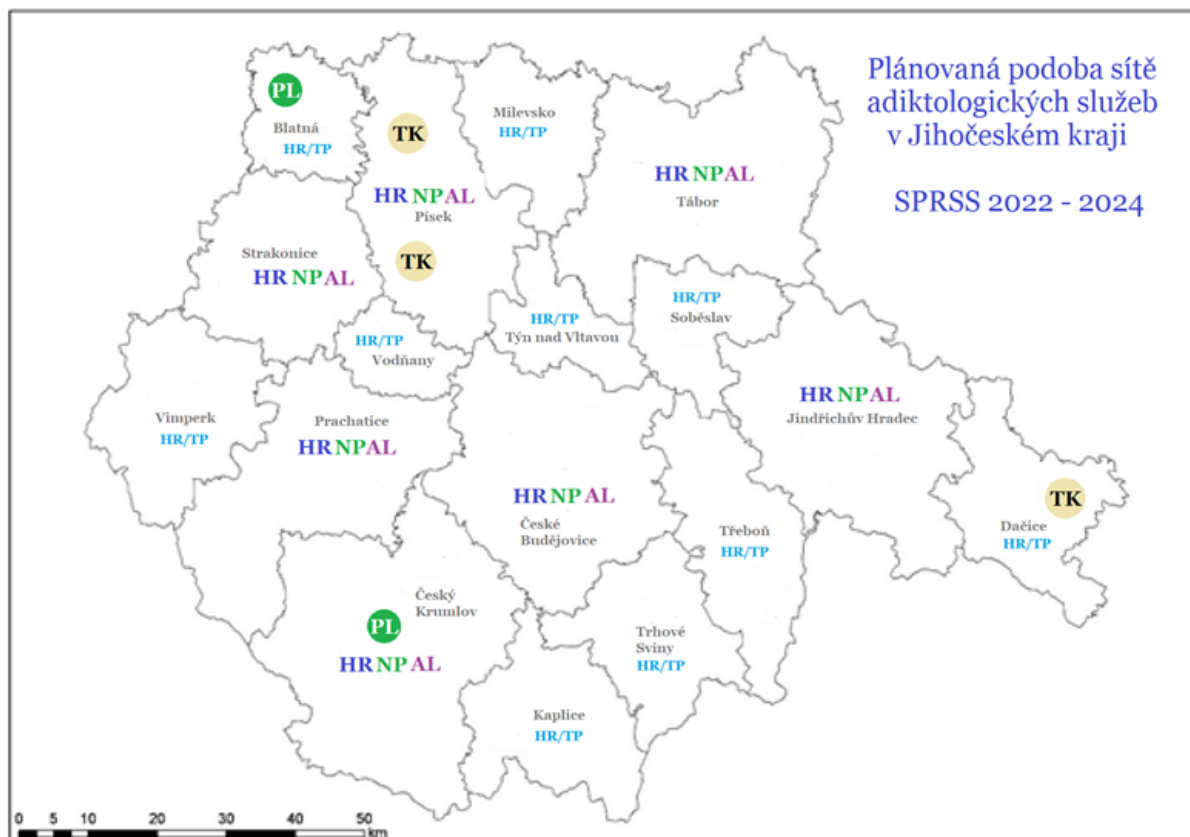 Plánovaná podoba sítě
adiktologických služeb
v Jihočeském kraji
SPRSS 2022 - 2024
PL
Blatná
HR/TP
TK
HR NP AL
Písek
TK
Milevsko
HR/TP
HR NP AL
Tábor
Strakonice
HR NP AL
HR/TP
Vodňany
HR/TP
Týn nad Vltavou
HR/TP
Soběslav
Vimperk
HR/TP
Prachatice
HR NP AL
HR NP AL
České
Budějovice
HR NP AL
Jindřichův Hradec
TK
Dačice
HR/TP
Třeboň
HR/TP
Český
Krumlov
PL
HR NP AL
Trhové
Sviny
HR/TP
Kaplice
HR/TP
0 5 10 20 30 40 50
km